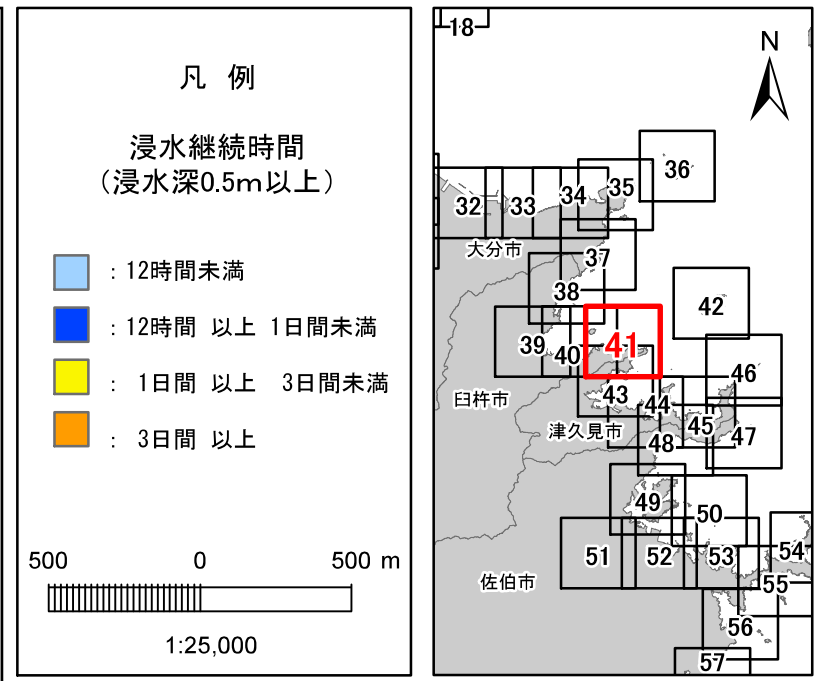 凡 例
浸水継続時間
（浸水深0.5m以上）
：12時間未満
：12時間 以上 1日間未満
： 1日間 以上 3日間未満
： 3日間 以上
500 0 500 m
1:25,000
18
N
36
35
34
32 33
大分市
37
38
42
39 40 41
46
43
44
臼杵市
津久見市
45
47
48
49
50
51 52 53
54
佐伯市
55
56
57